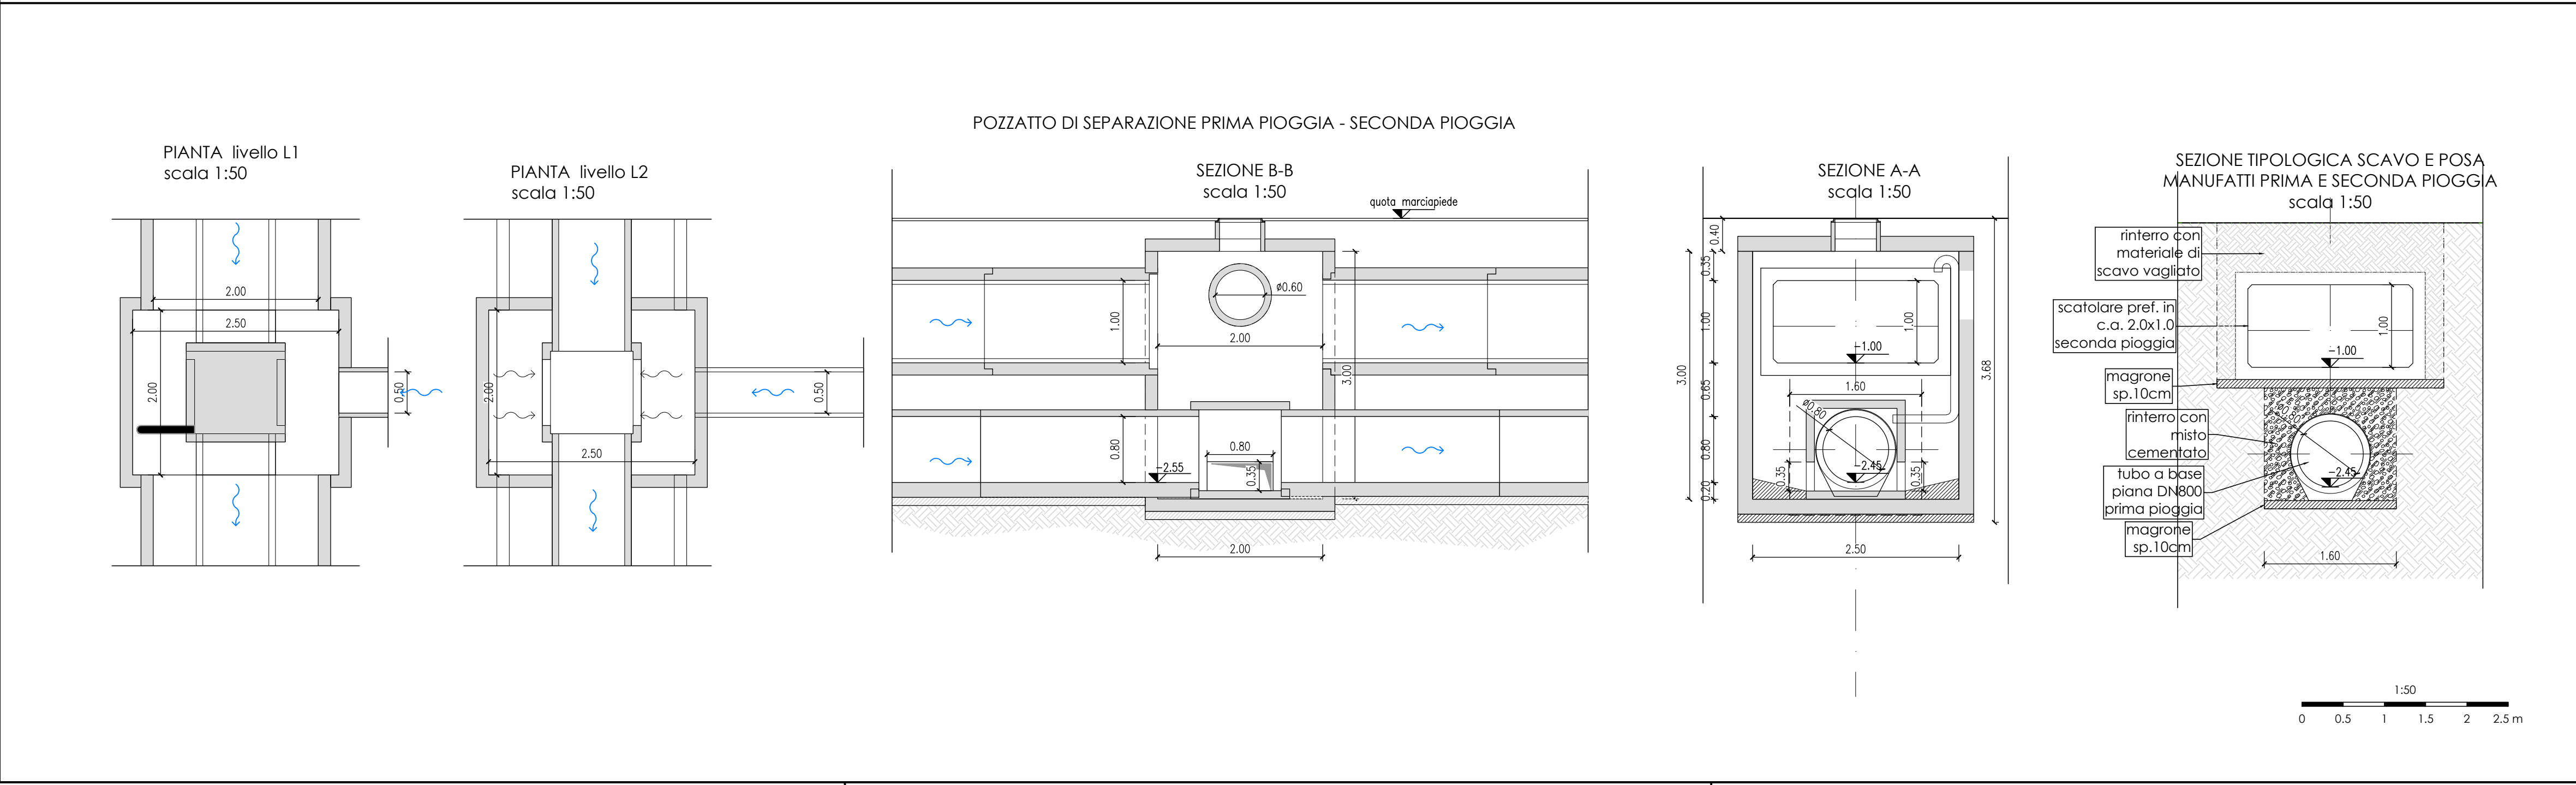 POZZATTO DI SEPARAZIONE PRIMA PIOGGIA - SECONDA PIOGGIA
PIANTA livello L1
scala 1:50
2.00
2.50
2.00
0.50
PIANTA livello L2
scala 1:50
2.00
2.50
0.50
SEZIONE B-B
scala 1:50
quota marciapiede
ø0.60
1.00
2.00
3.00
0.80
0.80
0.35
-2.55
2.00
SEZIONE A-A
scala 1:50
0.40
0.35
1.00
3.00
0.65
0.80
0.20
1.00
-1.00
1.60
ø0.80
-2.45
0.35
0.35
3.68
2.50
SEZIONE TIPOLOGICA SCAVO E POSA
MANUFATTI PRIMA E SECONDA PIOGGIA
scala 1:50
rinterro con
materiale di
scavo vagliato
scatolare pref. in
c.a. 2.0x1.0
seconda pioggia
magrone
sp.10cm
rinterro con
misto
cementato
tubo a base
piana DN800
prima pioggia
magrone
sp.10cm
1.00
-1.00
-2.45
1.60
1:50
0 0.5 1 1.5 2 2.5 m